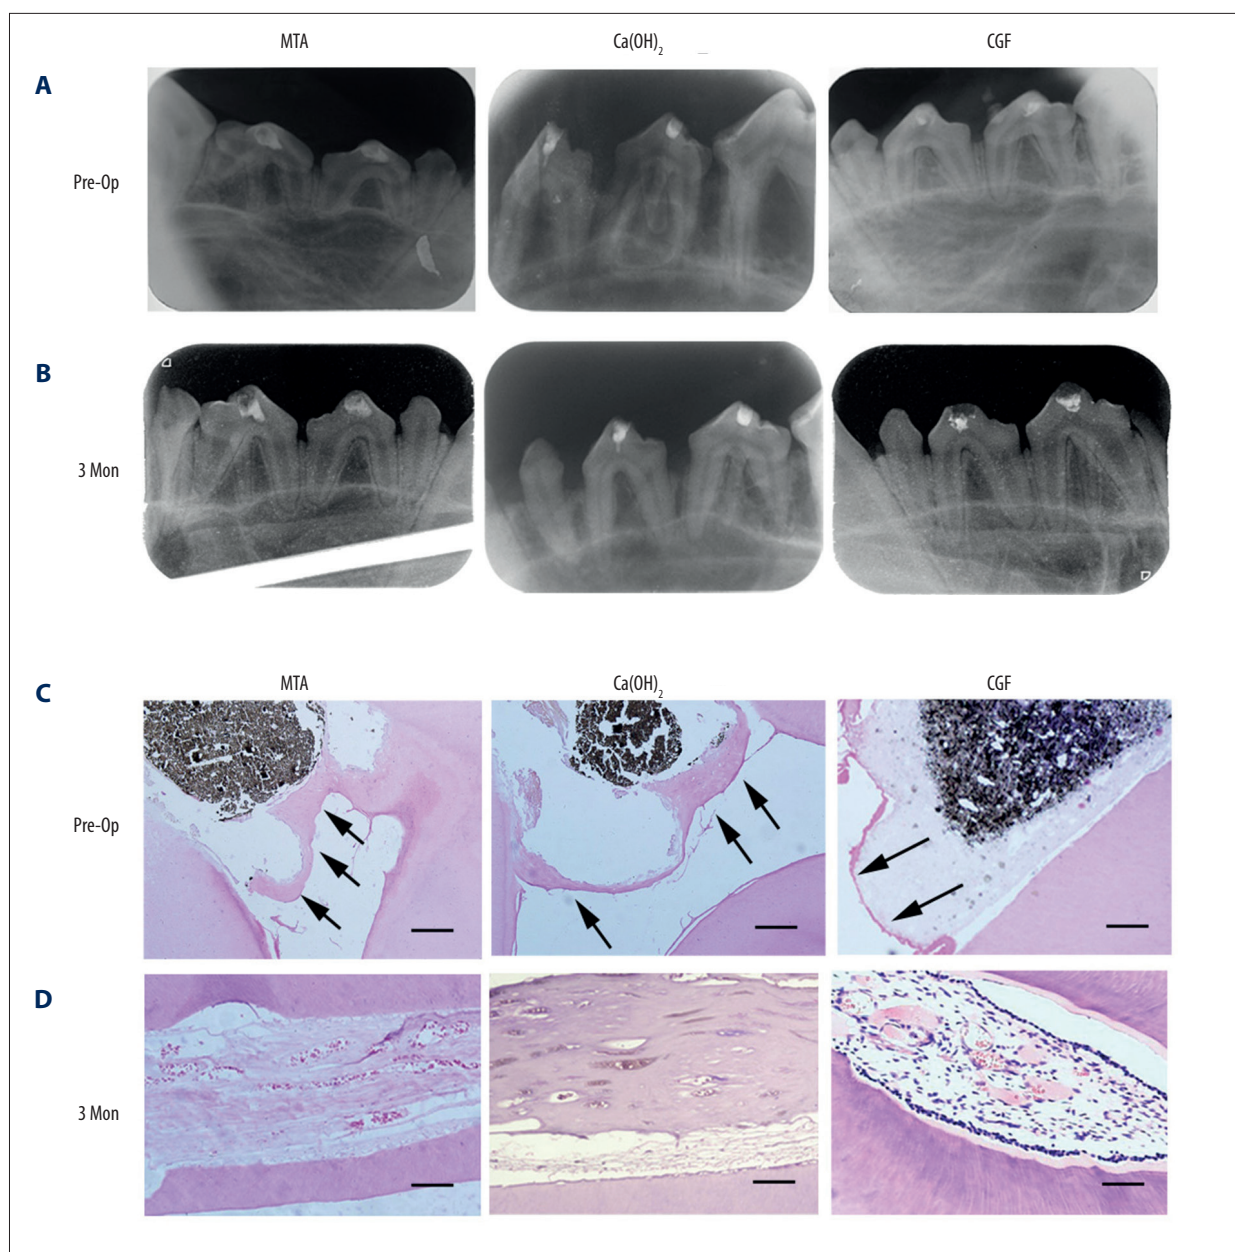 MTA Ca(OH)₂ CGF
A
Pre-Op
B
3 Mon
MTA Ca(OH)₂ CGF
C
Pre-Op
D
3 Mon